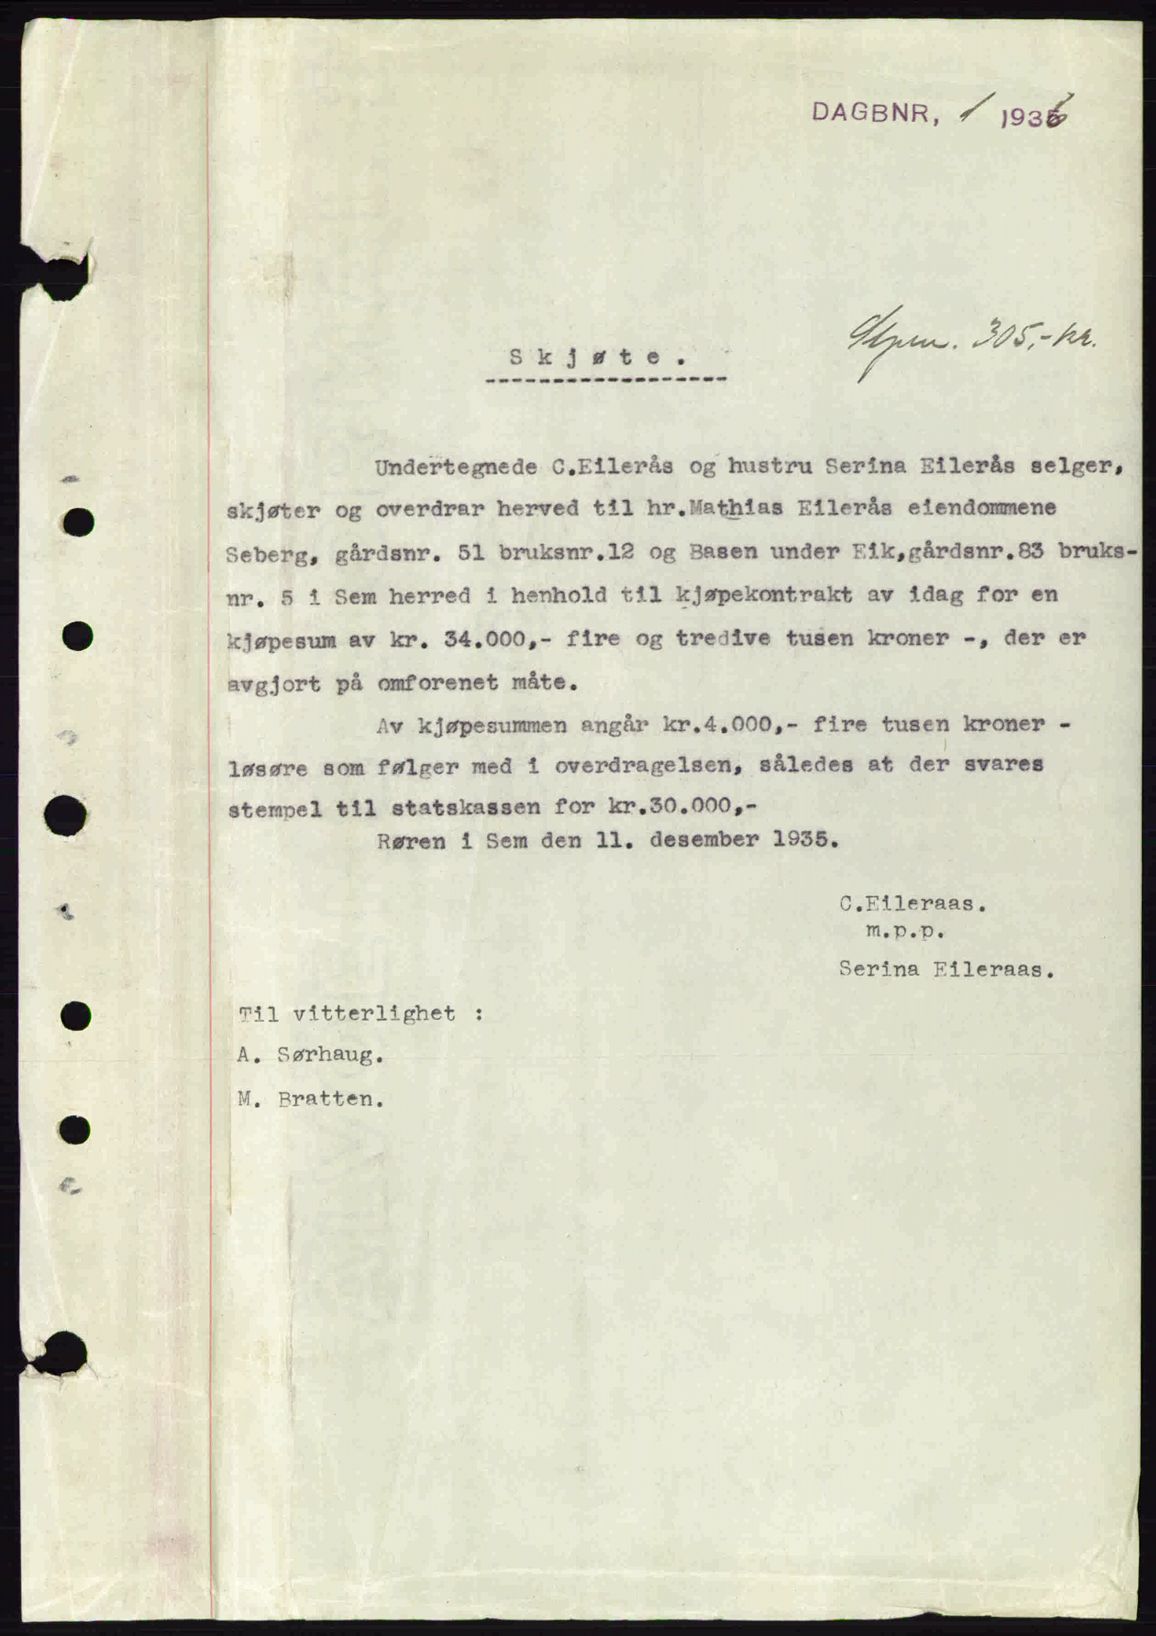 DAGBNR, 1 1936
Stpm. 305,- kr.
Skjøte.
Undertegnede C.Eilerås og hustru Serina Eilerås selger,
skjøter og overdrar herved til hr.Mathias Eilerås eiendommene
Seberg, gårdsnr. 51 bruksnr.12 og Basen under Eik,gårdsnr.83 bruks-
nr. 5 i Sem herred i henhold til kjøpekontrakt av idag for en
kjøpesum av kr. 34.000,- fire og tredive tusen kroner -, der er
avgjort på omforenet måte.
Av kjøpesummen angår kr.4.000,- fire tusen kroner -
løsøre som følger med i overdragelsen, således at der svares
stempel til statskassen for kr.30.000,-
Røren i Sem den 11. desember 1935.
C.Eileraas.
m.p.p.
Serina Eileraas.
Til vitterlighet :
A. Sørhaug.
M. Bratten.